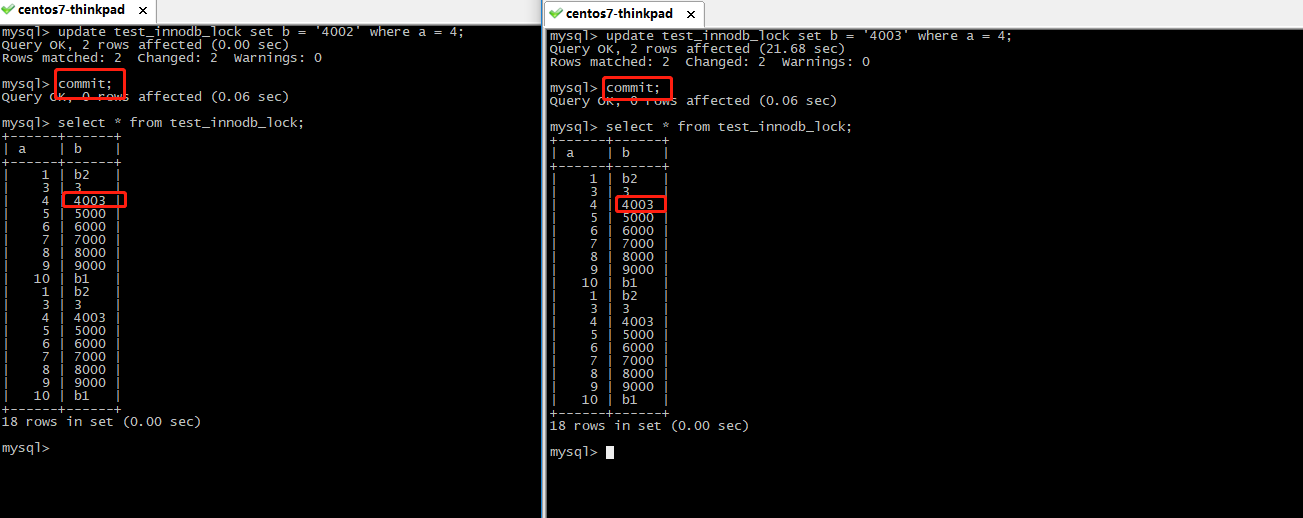 centos7-thinkpad ×
mysql> update test_innodb_lock set b = '4002' where a = 4;
Query OK, 2 rows affected (0.00 sec)
Rows matched: 2  Changed: 2  Warnings: 0
mysql> commit;
Query OK, 0 rows affected (0.06 sec)
mysql> select * from test_innodb_lock;
+------+------+
| a    | b    |
+------+------+
|    1 | b2   |
|    3 | 3    |
|    4 | 4003 |
|    5 | 5000 |
|    6 | 6000 |
|    7 | 7000 |
|    8 | 8000 |
|    9 | 9000 |
|   10 | b1   |
|    1 | b2   |
|    3 | 3    |
|    4 | 4003 |
|    5 | 5000 |
|    6 | 6000 |
|    7 | 7000 |
|    8 | 8000 |
|    9 | 9000 |
|   10 | b1   |
+------+------+
18 rows in set (0.00 sec)
mysql>
centos7-thinkpad ×
mysql> update test_innodb_lock set b = '4003' where a = 4;
Query OK, 2 rows affected (21.68 sec)
Rows matched: 2  Changed: 2  Warnings: 0
mysql> commit;
Query OK, 0 rows affected (0.06 sec)
mysql> select * from test_innodb_lock;
+------+------+
| a    | b    |
+------+------+
|    1 | b2   |
|    3 | 3    |
|    4 | 4003 |
|    5 | 5000 |
|    6 | 6000 |
|    7 | 7000 |
|    8 | 8000 |
|    9 | 9000 |
|   10 | b1   |
|    1 | b2   |
|    3 | 3    |
|    4 | 4003 |
|    5 | 5000 |
|    6 | 6000 |
|    7 | 7000 |
|    8 | 8000 |
|    9 | 9000 |
|   10 | b1   |
+------+------+
18 rows in set (0.00 sec)
mysql>